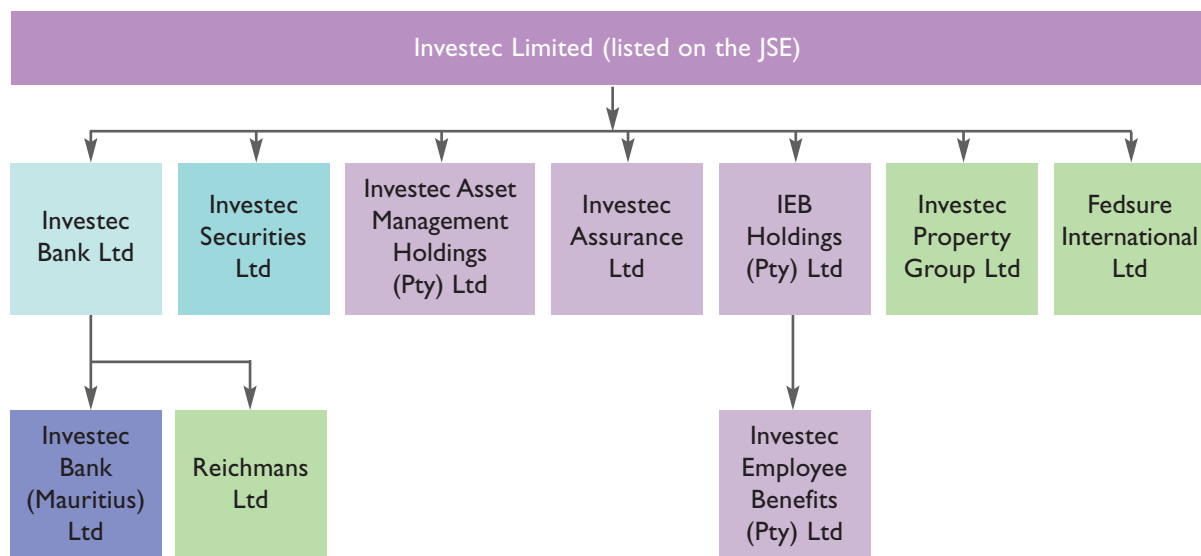 Investec Limited (listed on the JSE)
Investec
Bank Ltd
Investec
Securities
Ltd
Investec Asset
Management
Holdings
(Pty) Ltd
Investec
Assurance
Ltd
IEB
Holdings
(Pty) Ltd
Investec
Property
Group Ltd
Fedsure
International
Ltd
Investec
Bank
(Mauritius)
Ltd
Reichmans
Ltd
Investec
Employee
Benefits
(Pty) Ltd